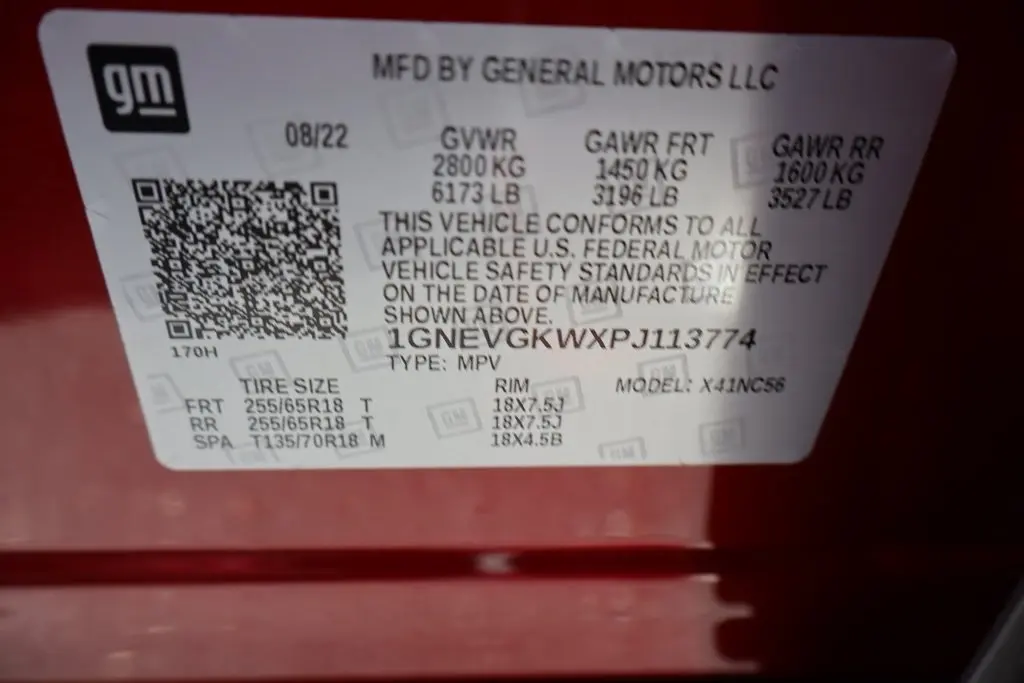 gm
MFD BY GENERAL MOTORS LLC
08/22 GVWR GAWR FRT GAWR RR
2800 KG 1450 KG 1600 KG
6173 LB 3196 LB 3527 LB
THIS VEHICLE CONFORMS TO ALL
APPLICABLE U.S. FEDERAL MOTOR
VEHICLE SAFETY STANDARDS IN EFFECT
ON THE DATE OF MANUFACTURE
SHOWN ABOVE.
1GNEVGKWXPJ113774
170H
TYPE: MPV
TIRE SIZE RIM MODEL: X41NC56
FRT 255/65R18 T 18X7.5J
RR 255/65R18 T 18X7.5J
SPA T135/70R18 M 18X4.5B